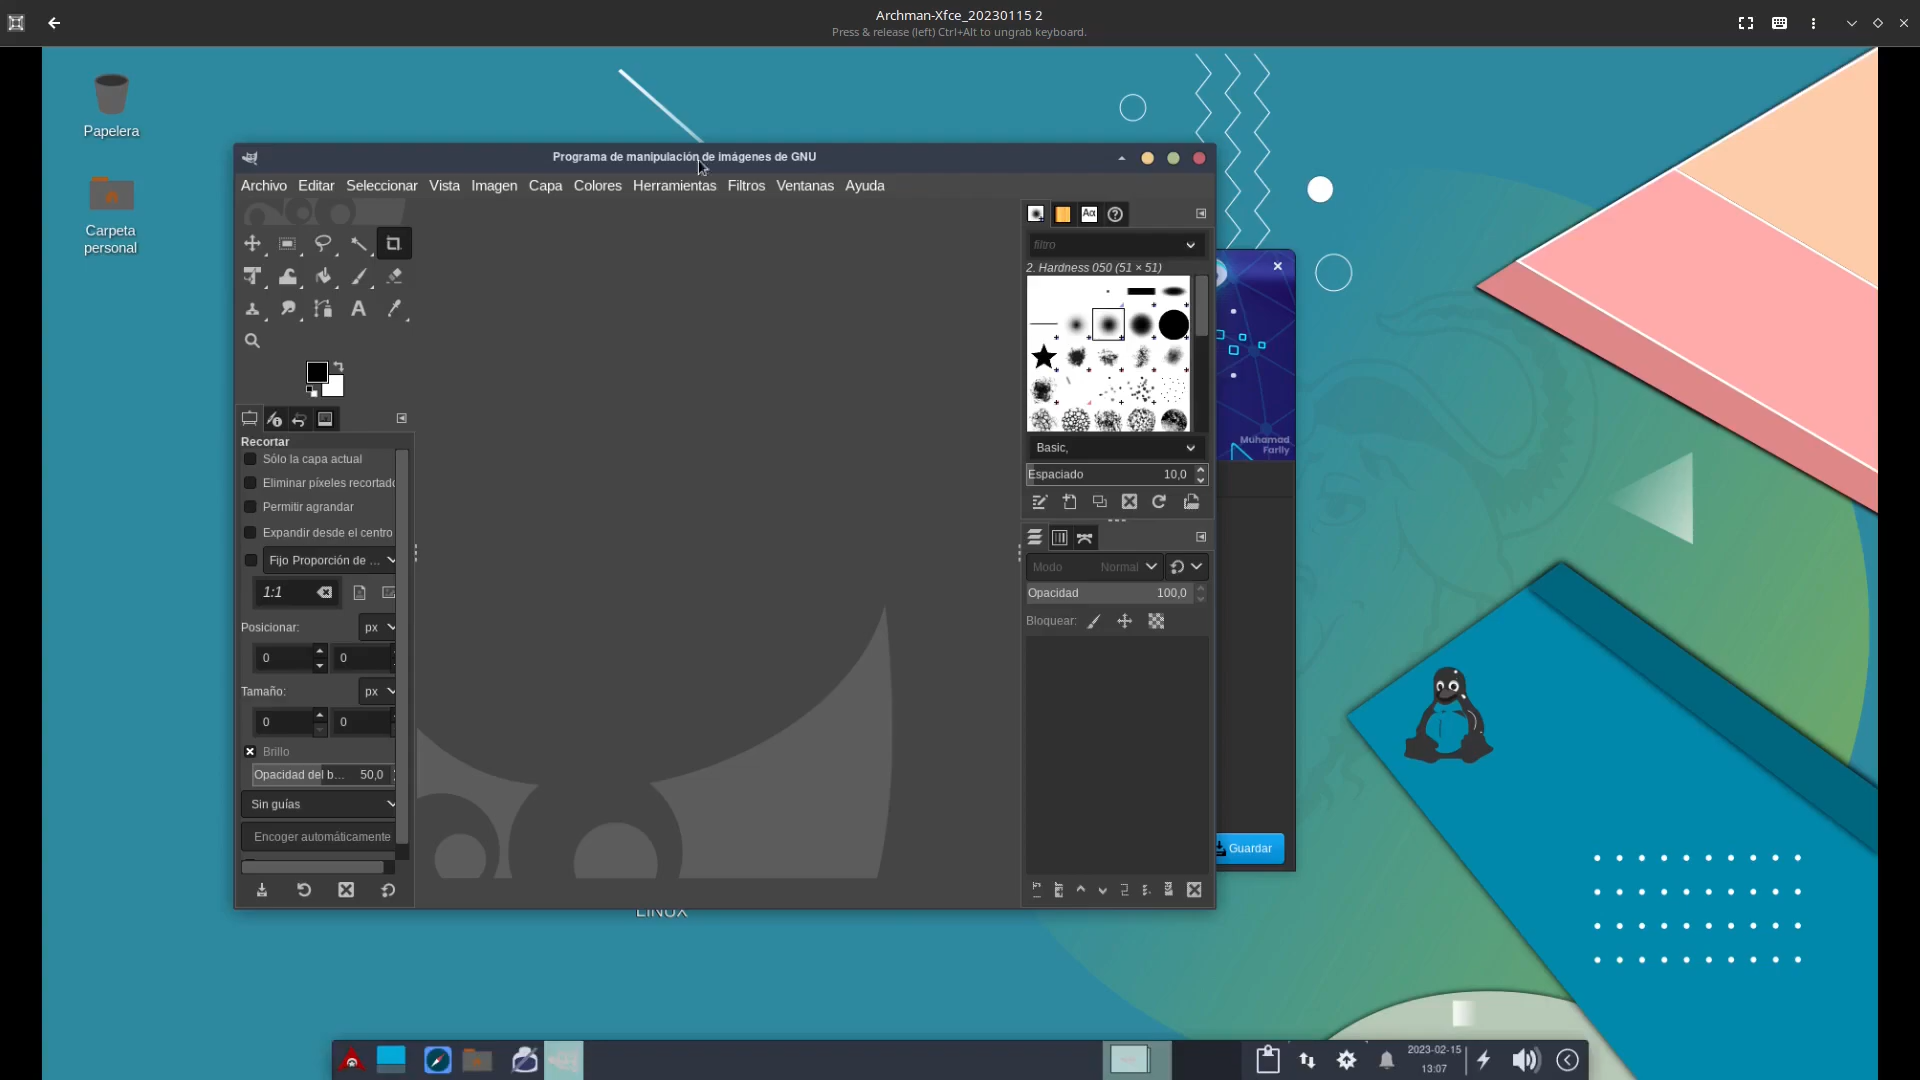 Archman-Xfce_20230115 2
Press & release (left) Ctrl+Alt to ungrab keyboard.
Papelera
Carpeta
personal
Programa de manipulación de imágenes de GNU
Archivo Editar Seleccionar Vista Imagen Capa Colores Herramientas Filtros Ventanas Ayuda
filtro
2. Hardness 050 (51 × 51)
Basic,
Espaciado 10,0
Modo Normal
Opacidad 100,0
Bloquear:
Recortar
Sólo la capa actual
Eliminar píxeles recortado
Permitir agrandar
Expandir desde el centro
Fijo Proporción de ...
1:1
Posicionar: px
0 0
Tamaño: px
0 0
Brillo
Opacidad del b... 50,0
Sin guías
Encoger automáticamente
Muhamad
Farlly
Guardar
LINUX
2023-02-15
13:07